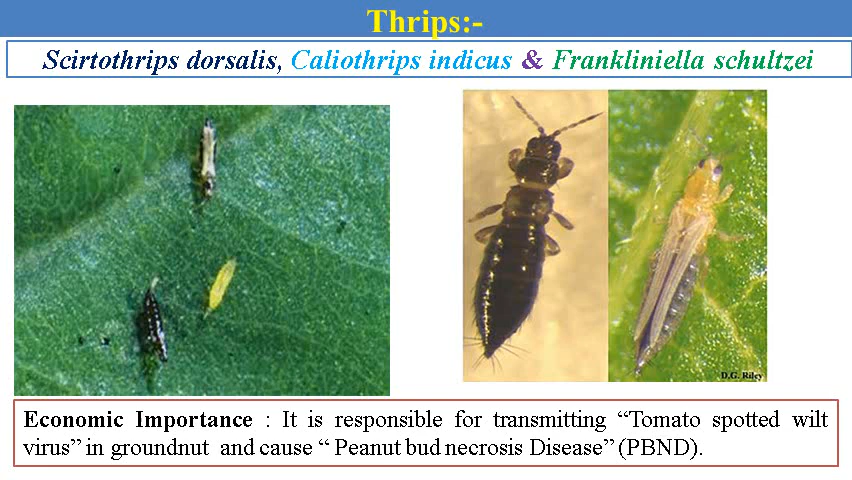 Thrips:-
Scirtothrips dorsalis, Caliothrips indicus & Frankliniella schultzei
D.G. Riley
Economic Importance : It is responsible for transmitting “Tomato spotted wilt
virus” in groundnut and cause “ Peanut bud necrosis Disease” (PBND).